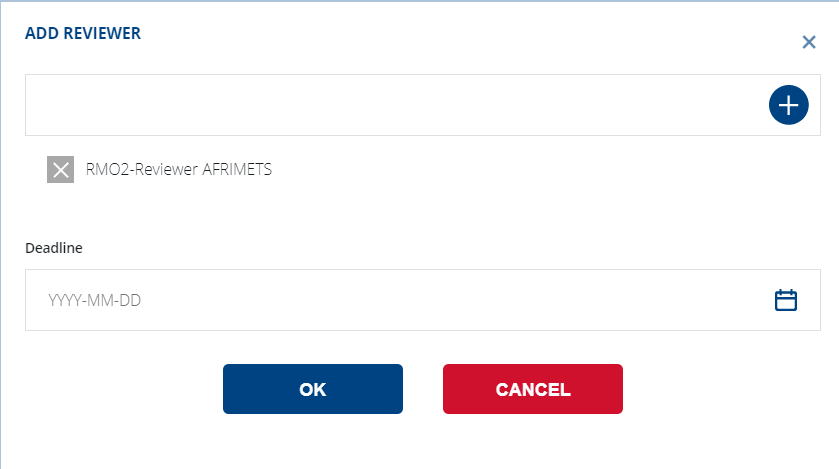 ADD REVIEWER
RMO2-Reviewer AFRIMETS
Deadline
YYYY-MM-DD
OK
CANCEL